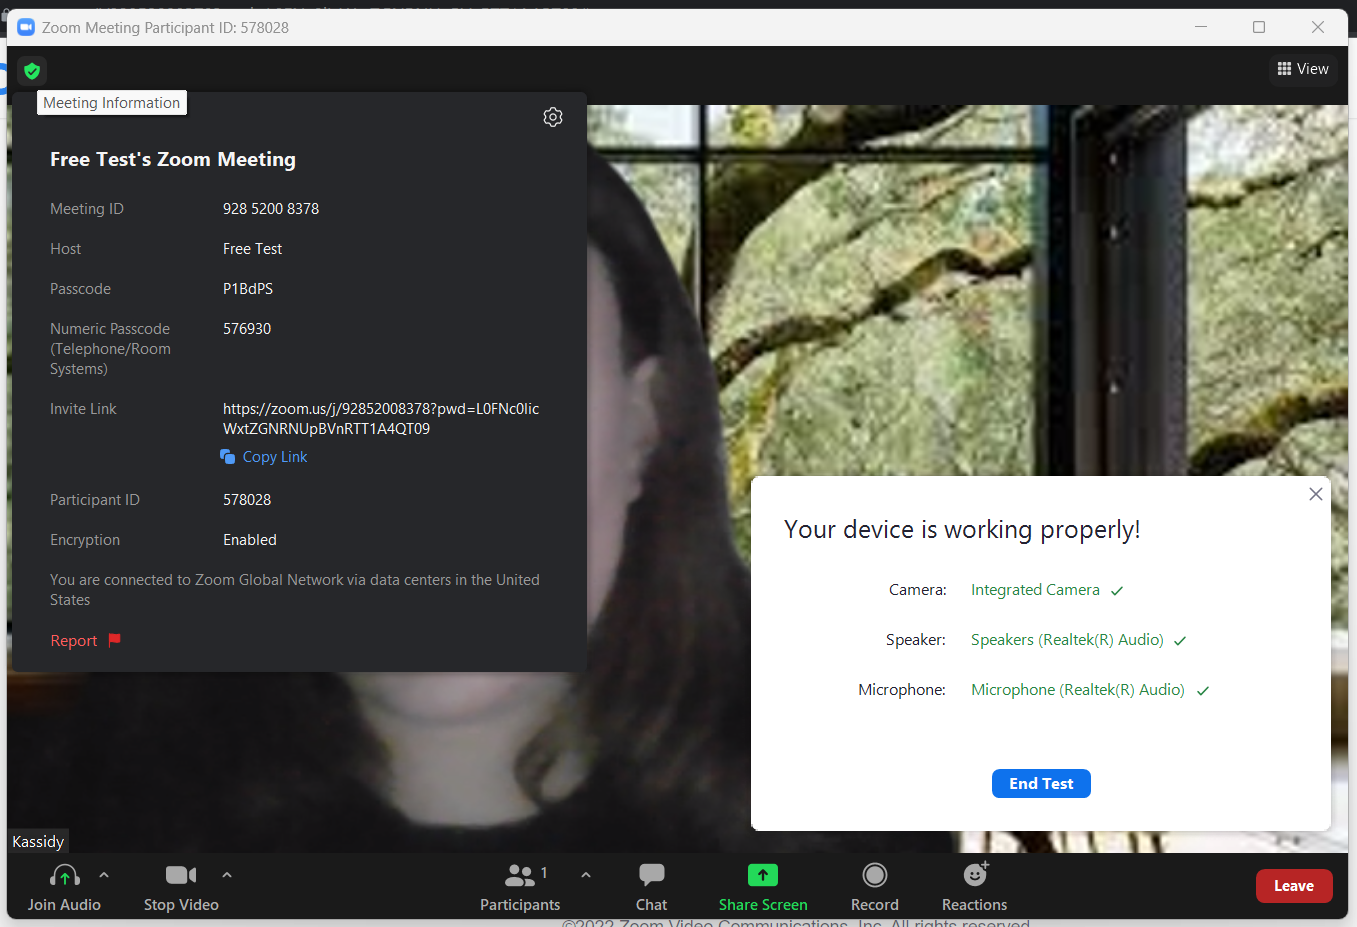 Zoom Meeting Participant ID: 578028
View
Meeting Information
Free Test's Zoom Meeting
Meeting ID 928 5200 8378
Host Free Test
Passcode P1BdPS
Numeric Passcode 576930
(Telephone/Room
Systems)
Invite Link https://zoom.us/j/92852008378?pwd=L0FNc0lic
WxtZGNRNUpBVnRTT1A4QT09
Copy Link
Participant ID 578028
Encryption Enabled
You are connected to Zoom Global Network via data centers in the United
States
Report
Your device is working properly!
Camera: Integrated Camera
Speaker: Speakers (Realtek(R) Audio)
Microphone: Microphone (Realtek(R) Audio)
End Test
Kassidy
1
Join Audio Stop Video Participants Chat Share Screen Record Reactions Leave
©2022 Zoom Video Communications, Inc. All rights reserved